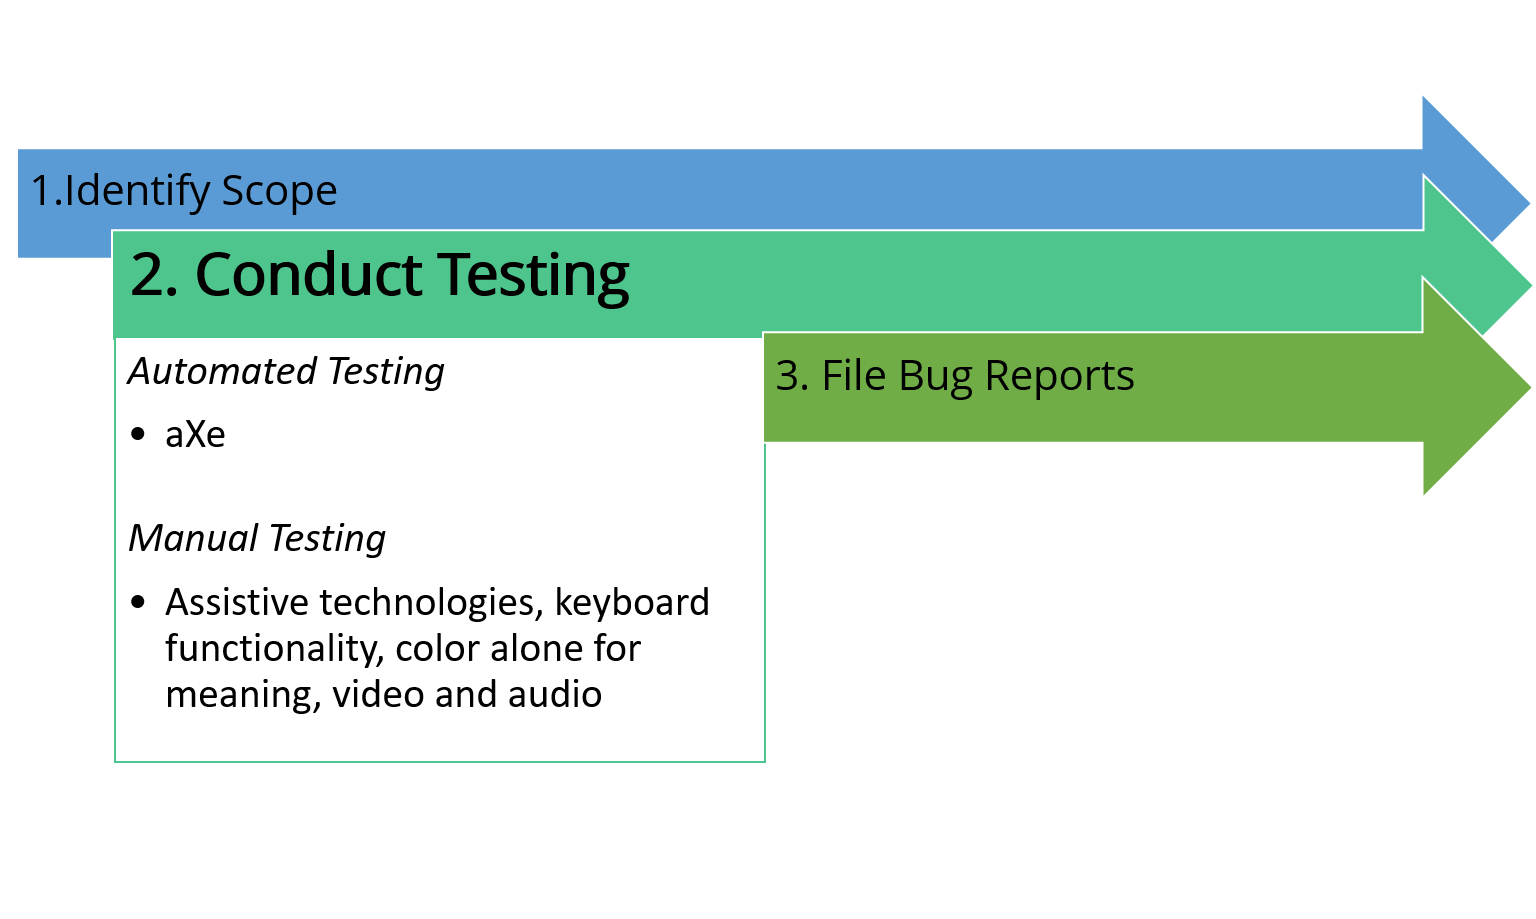 1.Identify Scope
2. Conduct Testing
Automated Testing
• aXe
Manual Testing
• Assistive technologies, keyboard
functionality, color alone for
meaning, video and audio
3. File Bug Reports